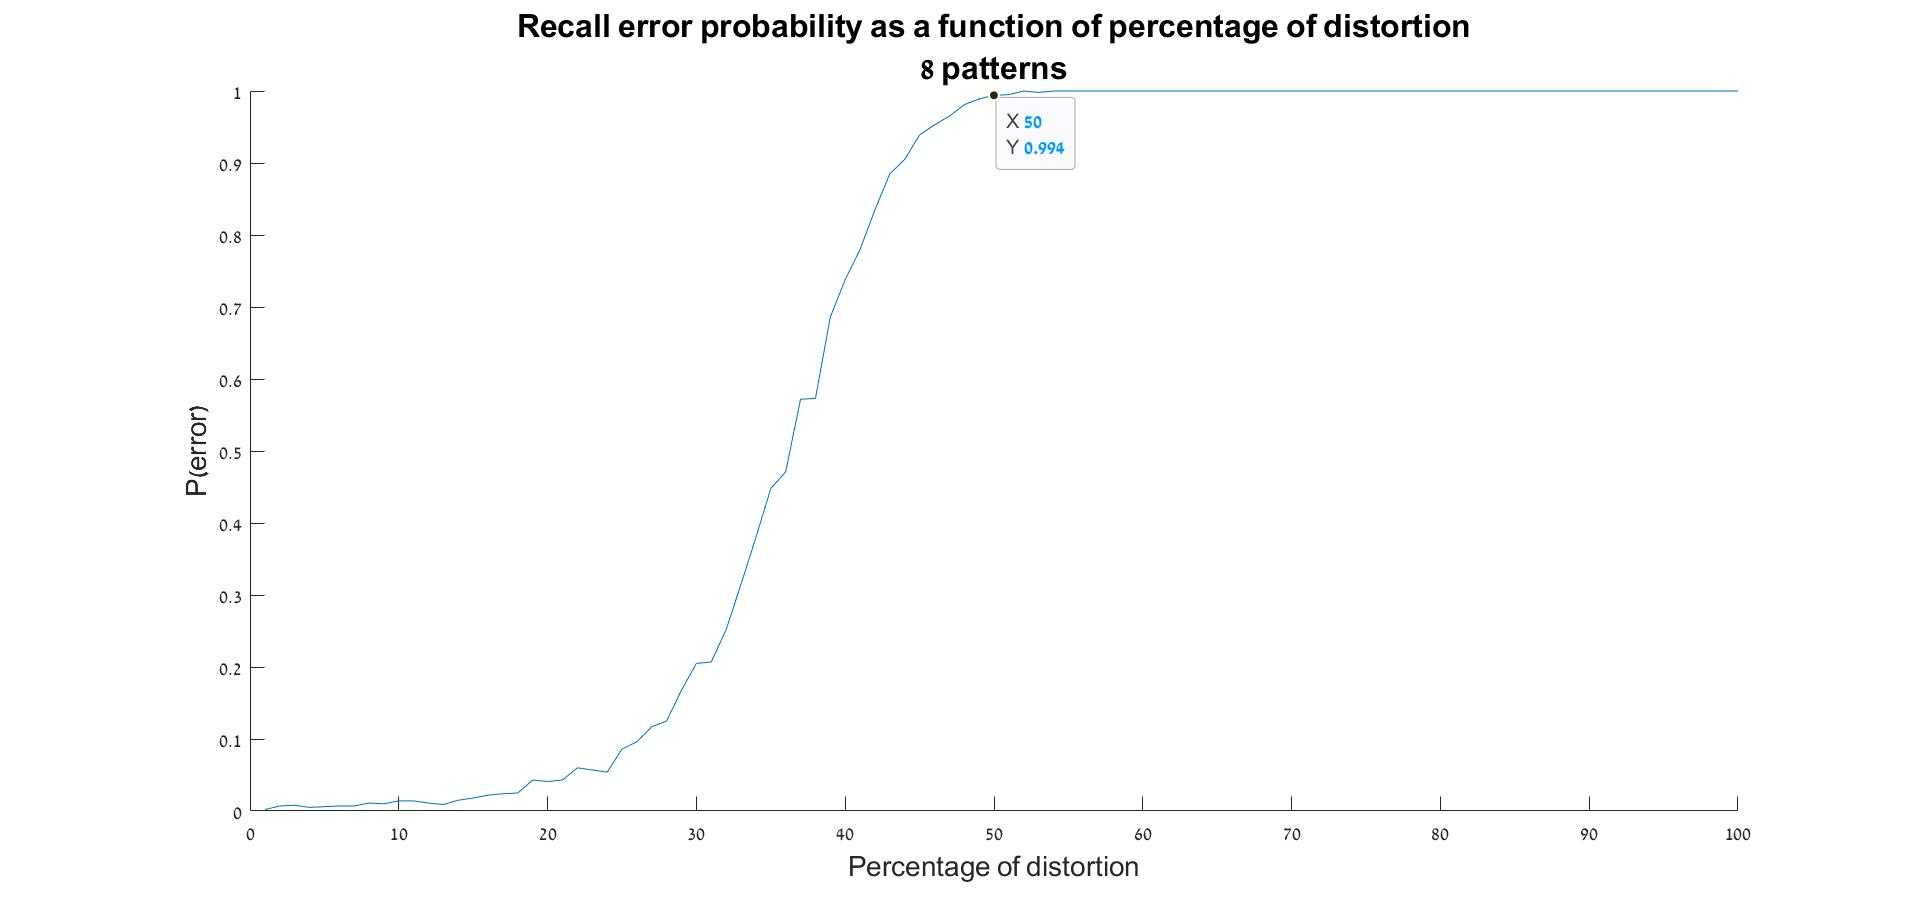 Recall error probability as a function of percentage of distortion
8 patterns
1
0.9
0.8
0.7
0.6
0.5
0.4
0.3
0.2
0.1
0
P(error)
X 50
Y 0.994
0 10 20 30 40 50 60 70 80 90 100
Percentage of distortion